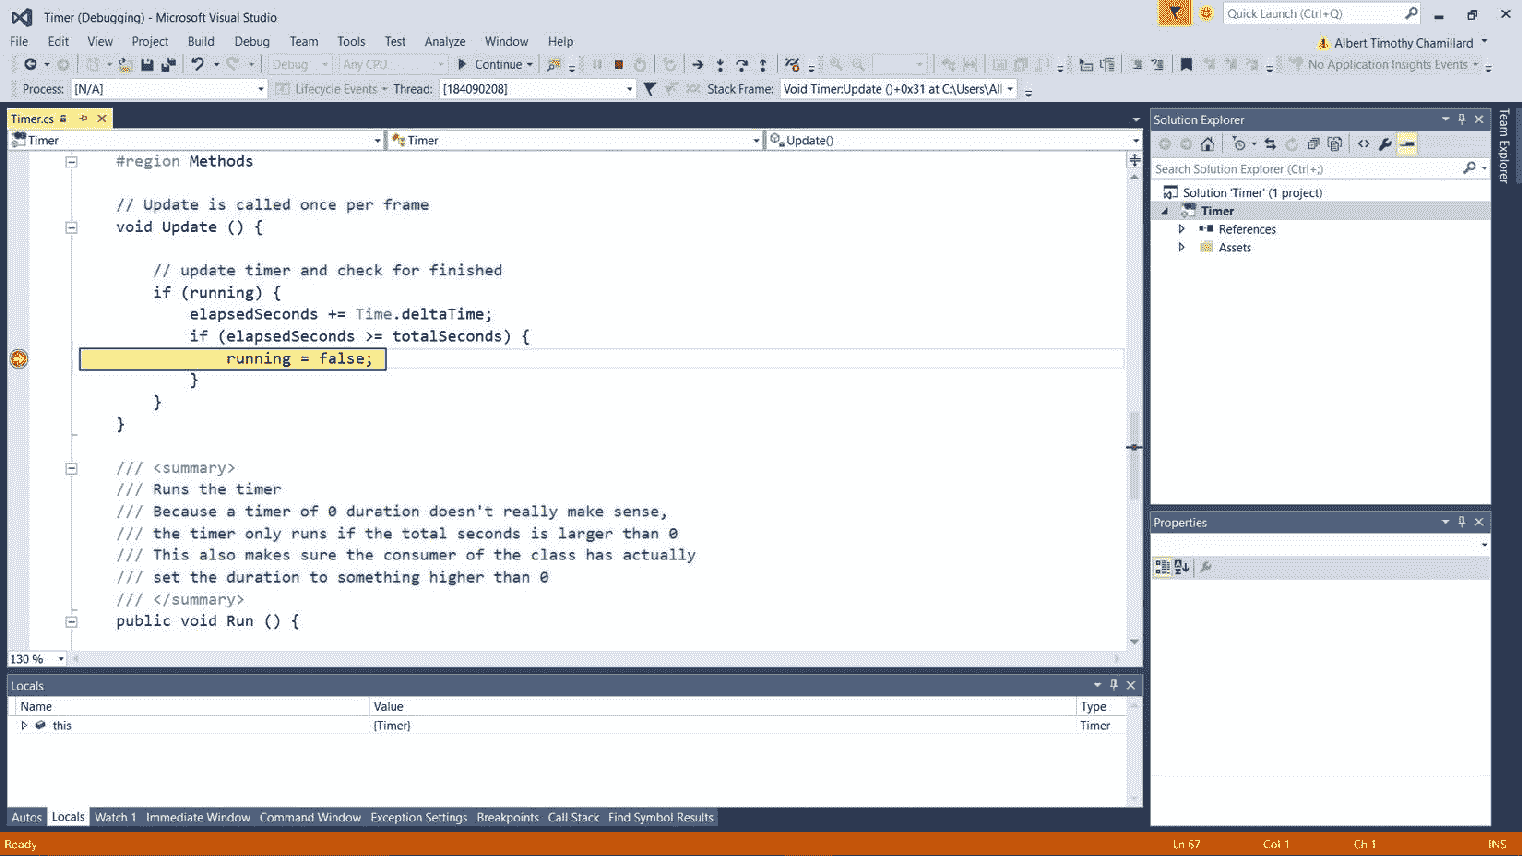 Timer (Debugging) - Microsoft Visual Studio
Quick Launch (Ctrl+Q)
File Edit View Project Build Debug Team Tools Test Analyze Window Help
Albert Timothy Chamillard
Debug Any CPU Continue No Application Insights Events
Process: [N/A] Lifecycle Events Thread: [184090208] Stack Frame: Void Timer:Update ()+0x31 at C:\Users\All
Timer.cs
Timer Timer Update()
#region Methods
// Update is called once per frame
void Update () {
// update timer and check for finished
if (running) {
elapsedSeconds += Time.deltaTime;
if (elapsedSeconds >= totalSeconds) {
running = false;
}
}
}
/// <summary>
/// Runs the timer
/// Because a timer of 0 duration doesn't really make sense,
/// the timer only runs if the total seconds is larger than 0
/// This also makes sure the consumer of the class has actually
/// set the duration to something higher than 0
/// </summary>
public void Run () {
130 %
Solution Explorer
Search Solution Explorer (Ctrl+;)
Solution 'Timer' (1 project)
Timer
References
Assets
Team Explorer
Properties
Locals
Name Value Type
this {Timer} Timer
Autos Locals Watch 1 Immediate Window Command Window Exception Settings Breakpoints Call Stack Find Symbol Results
Ready Ln 67 Col 1 Ch 1 INS